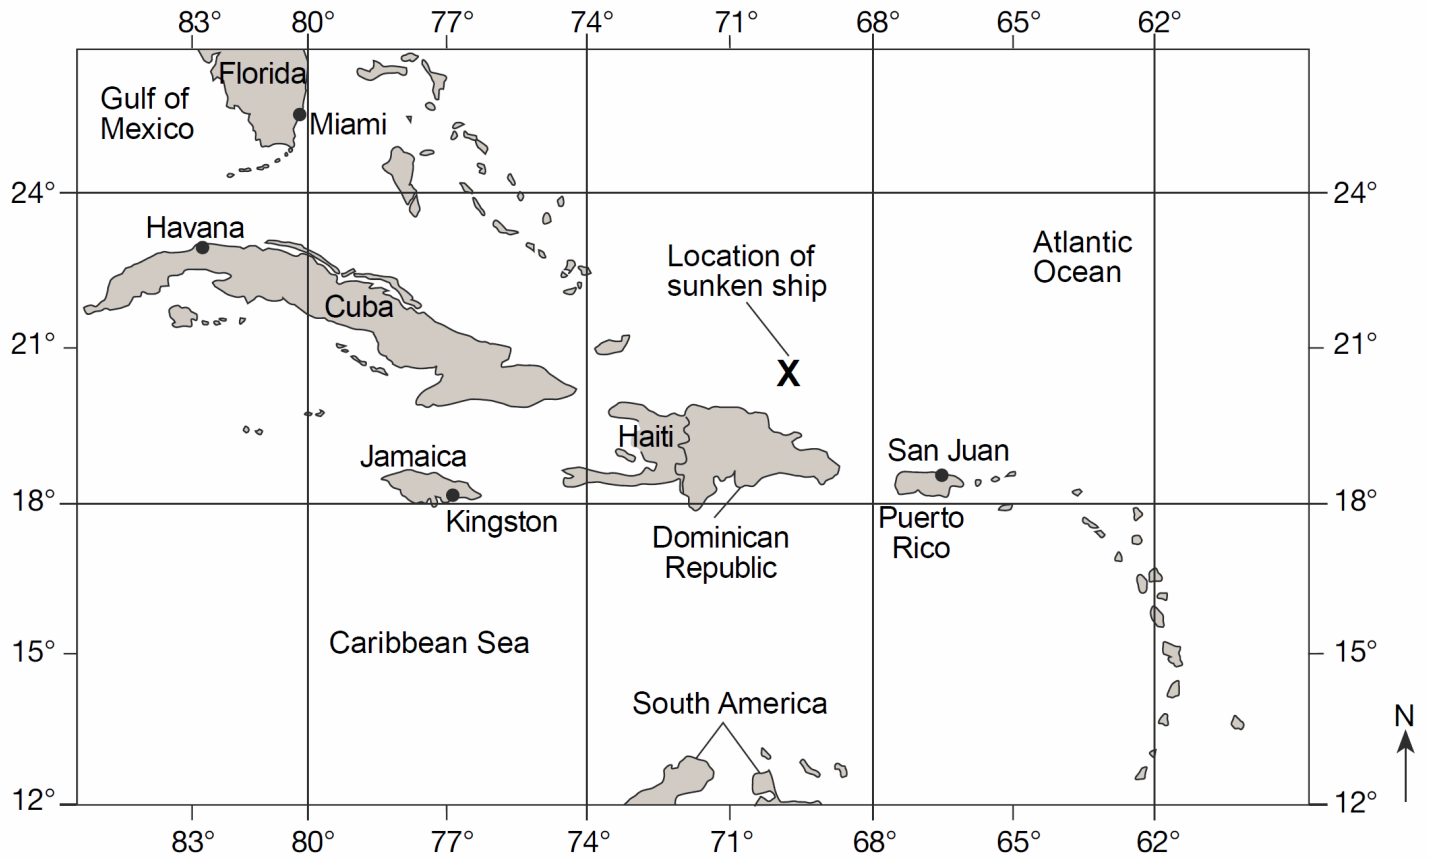 83° 80° 77° 74° 71° 68° 65° 62°
Florida
Gulf of
Mexico
Miami
24° 24°
Havana
Atlantic
Ocean
Location of
sunken ship
Cuba
21° 21°
X
Haiti
Jamaica
San Juan
18° 18°
Kingston
Puerto
Rico
Dominican
Republic
15° 15°
Caribbean Sea
South America
N
12° 12°
83° 80° 77° 74° 71° 68° 65° 62°